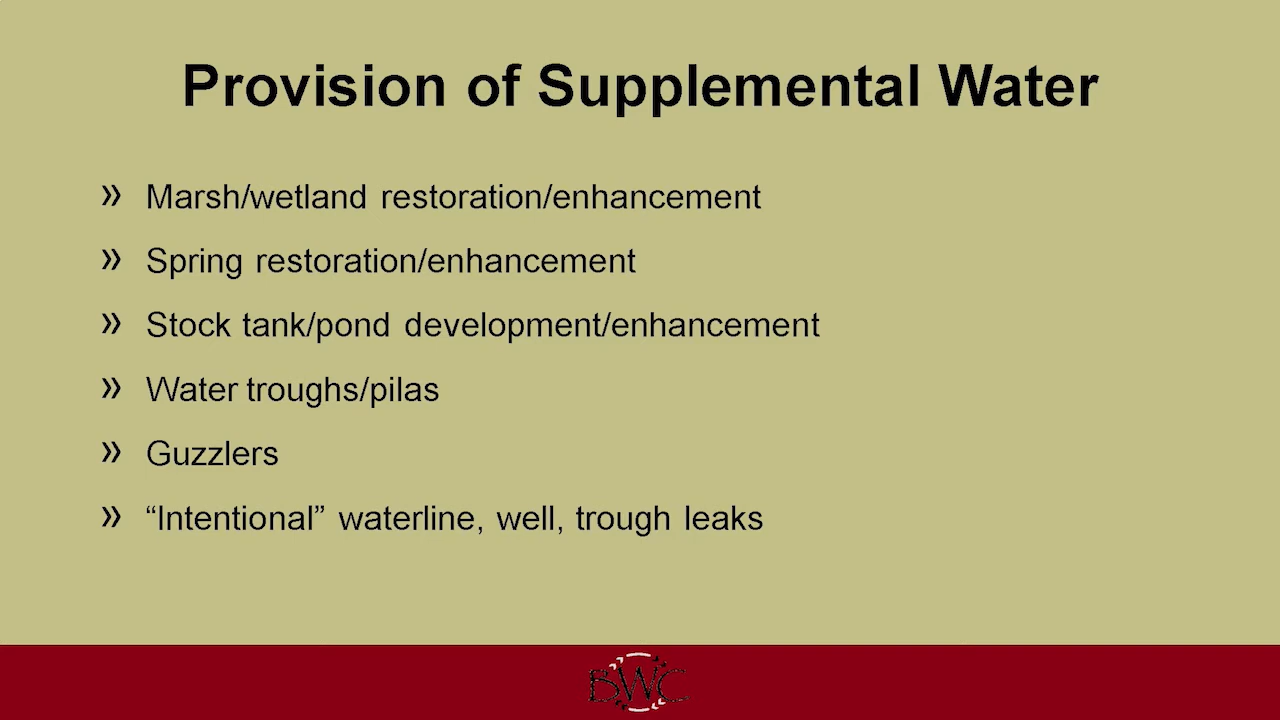 Provision of Supplemental Water
» Marsh/wetland restoration/enhancement
» Spring restoration/enhancement
» Stock tank/pond development/enhancement
» Water troughs/pilas
» Guzzlers
» “Intentional” waterline, well, trough leaks
BWC